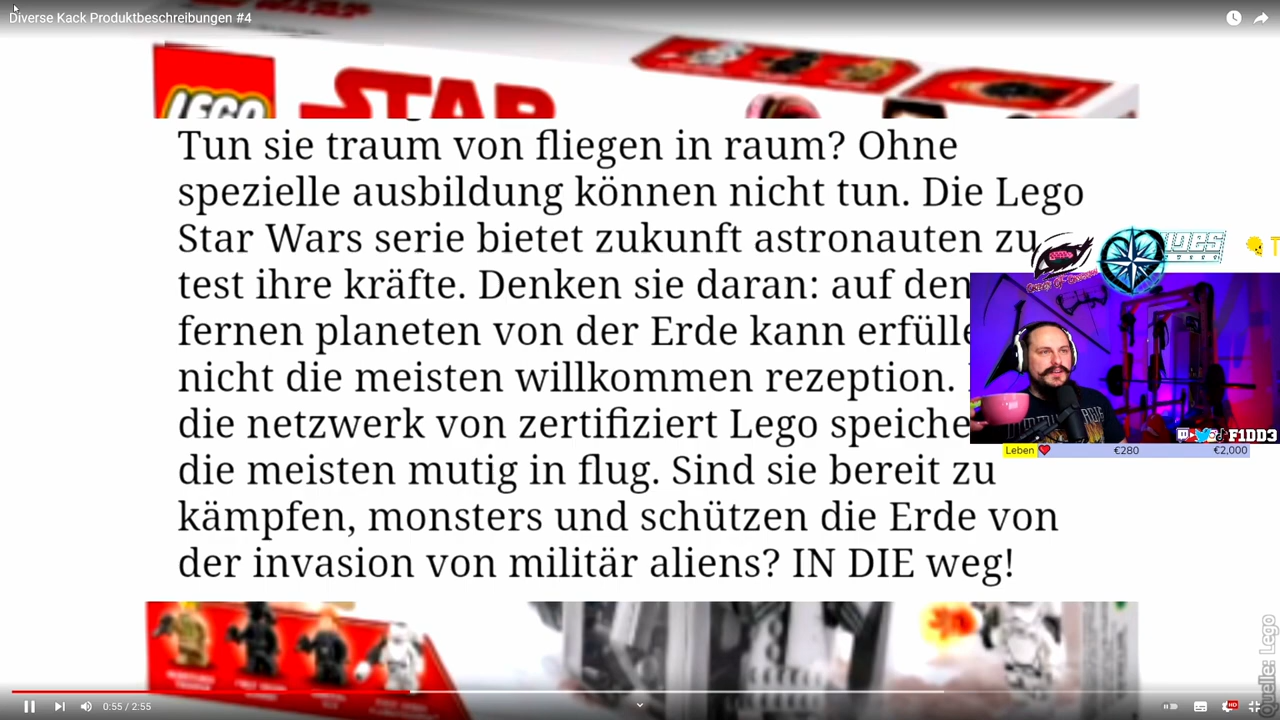 Diverse Kack Produktbeschreibungen #4
LEGO
STAR
Tun sie traum von fliegen in raum? Ohne
spezielle ausbildung können nicht tun. Die Lego
Star Wars serie bietet zukunft astronauten zu
test ihre kräfte. Denken sie daran: auf den
fernen planeten von der Erde kann erfülle
nicht die meisten willkommen rezeption.
die netzwerk von zertifiziert Lego speiche
die meisten mutig in flug. Sind sie bereit zu
kämpfen, monsters und schützen die Erde von
der invasion von militär aliens? IN DIE weg!
F1DD3
Leben €280 €2,000
Quelle: Lego
0:55 / 2:55
HD